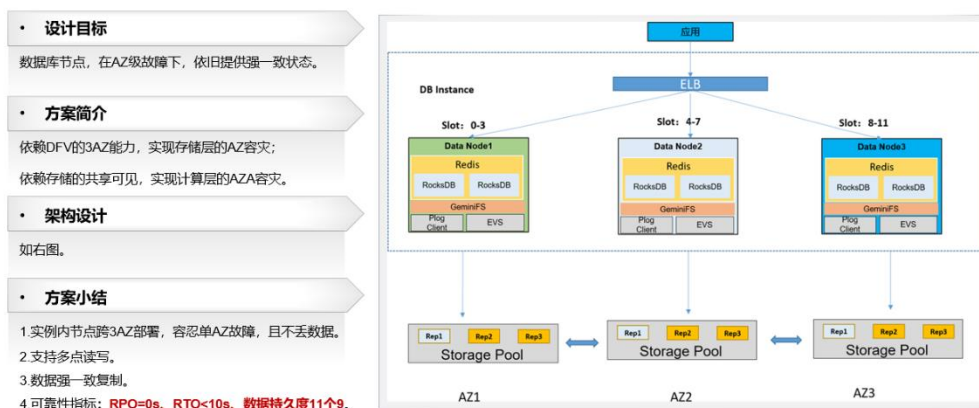 • 设计目标
数据库节点，在AZ级故障下，依旧提供强一致状态。
• 方案简介
依赖DFV的3AZ能力，实现存储层的AZ容灾；
依赖存储的共享可见，实现计算层的AZA容灾。
• 架构设计
如右图。
• 方案小结
1.实例内节点跨3AZ部署，容忍单AZ故障，且不丢数据。
2.支持多点读写。
3.数据强一致复制。
4.可靠性指标：RPO=0s、RTO<10s、数据持久度11个9。
应用
ELB
DB Instance
Slot：0-3
Slot：4-7
Slot：8-11
Data Node1
Redis
RocksDB
RocksDB
GeminiFS
Plog Client
EVS
Data Node2
Redis
RocksDB
RocksDB
GeminiFS
Plog Client
EVS
Data Node3
Redis
RocksDB
RocksDB
GeminiFS
Plog Client
EVS
Rep1
Rep2
Rep3
Storage Pool
Rep1
Rep2
Rep3
Storage Pool
Rep1
Rep2
Rep3
Storage Pool
AZ1
AZ2
AZ3